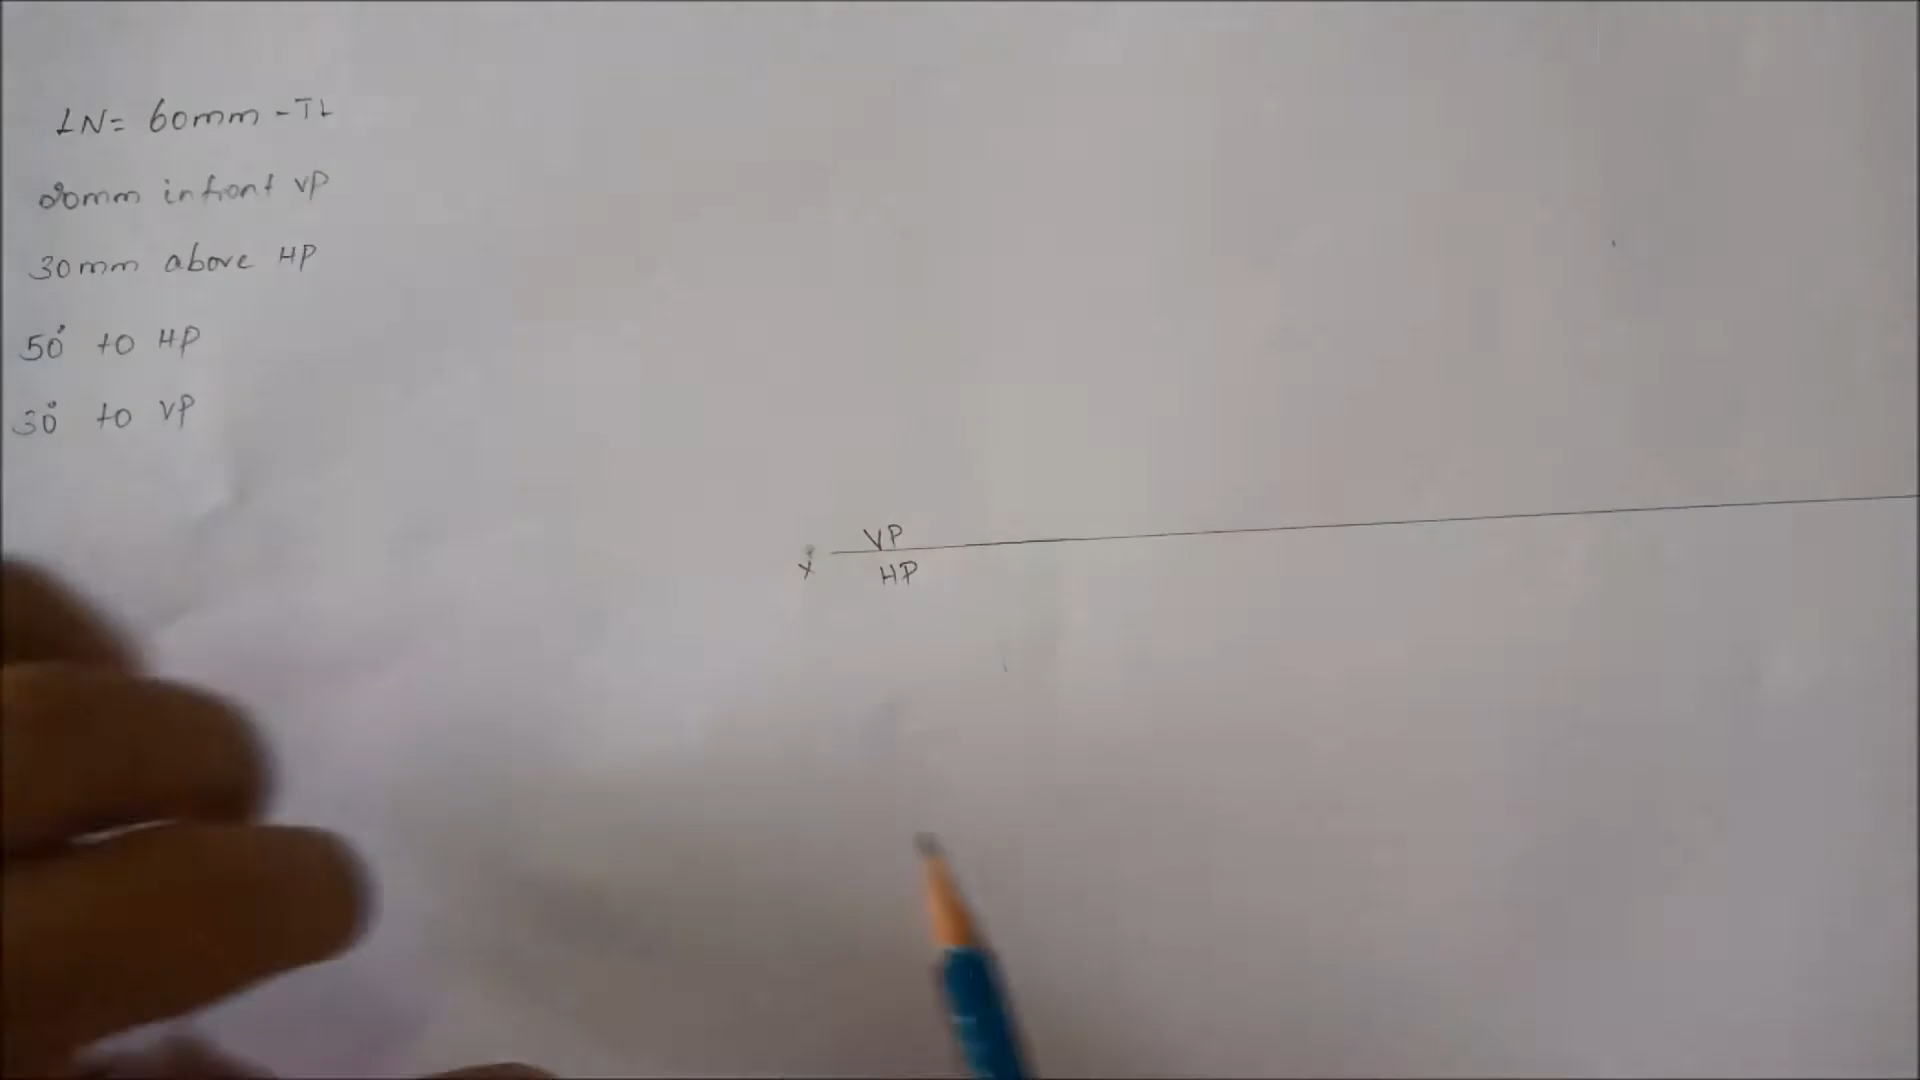 LN= 60mm - TL
20mm infront VP
30mm above HP
50° to HP
30° to VP
VP
X
HP